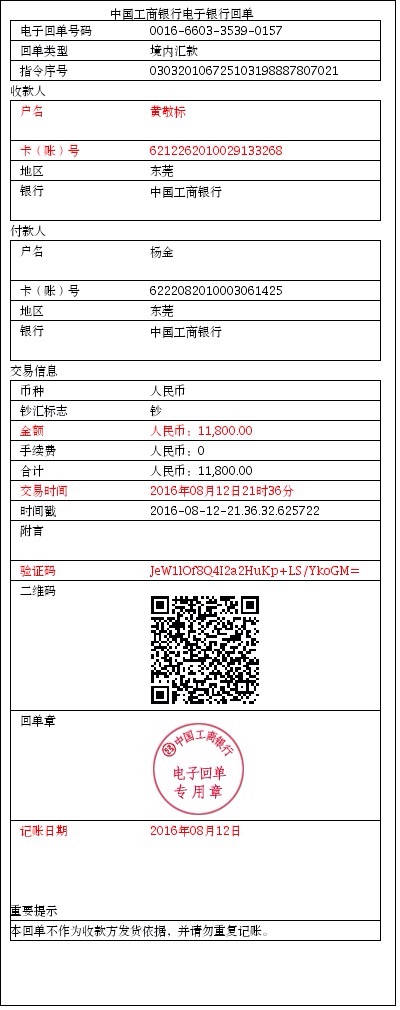 中国工商银行电子银行回单
电子回单号码 0016-6603-3539-0157
回单类型 境内汇款
指令序号 030320106725103198887807021
收款人
户名 黄敬标
卡（账）号 6212262010029133268
地区 东莞
银行 中国工商银行
付款人
户名 杨金
卡（账）号 6222082010003061425
地区 东莞
银行 中国工商银行
交易信息
币种 人民币
钞汇标志 钞
金额 人民币：11,800.00
手续费 人民币：0
合计 人民币：11,800.00
交易时间 2016年08月12日21时36分
时间戳 2016-08-12-21.36.32.625722
附言
验证码 JeW1lOf8Q4I2a2HuKp+LS/YkoGM=
二维码
回单章
中国工商银行
电子回单
专用章
记账日期 2016年08月12日
重要提示
本回单不作为收款方发货依据，并请勿重复记账。